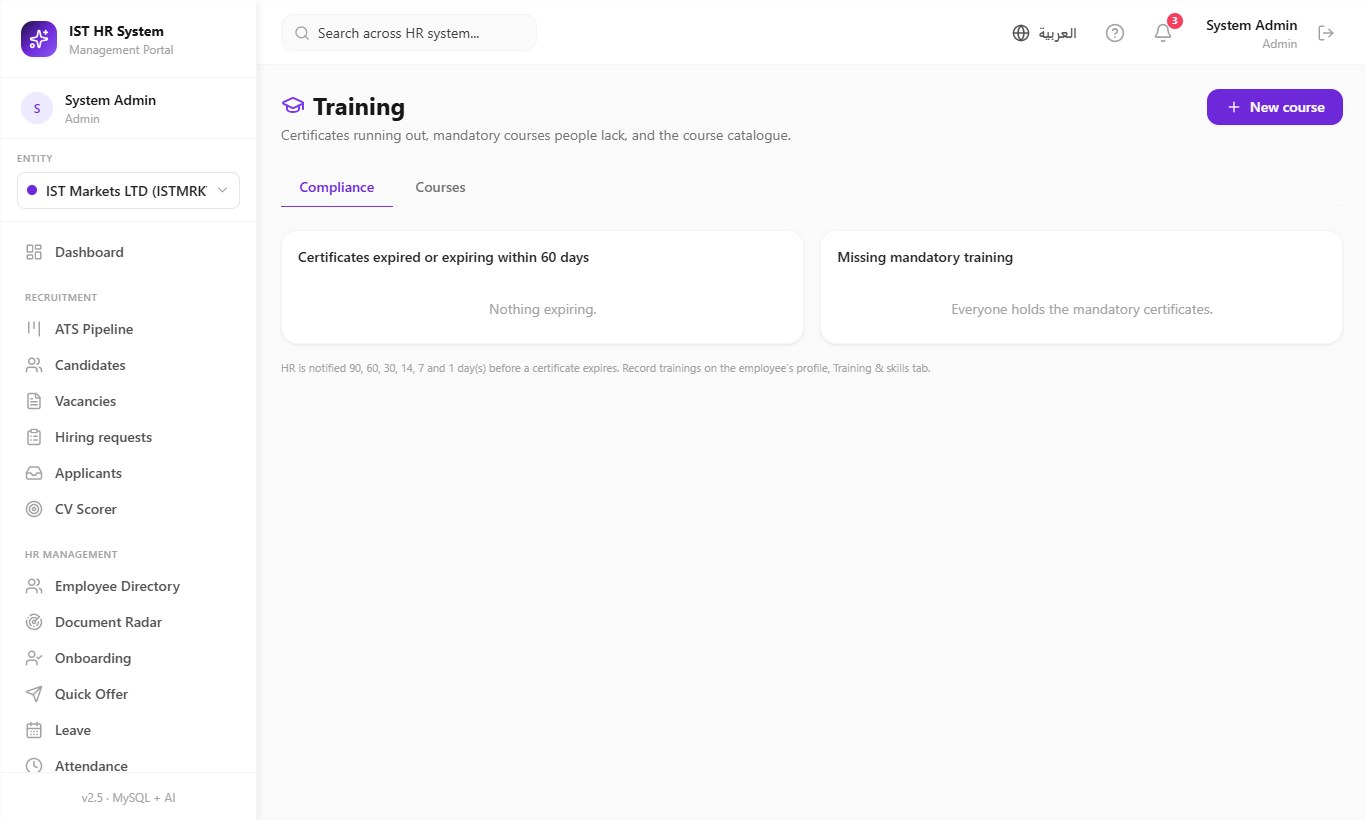 IST HR System
Management Portal
S
System Admin
Admin
ENTITY
IST Markets LTD (ISTMRK
Dashboard
RECRUITMENT
ATS Pipeline
Candidates
Vacancies
Hiring requests
Applicants
CV Scorer
HR MANAGEMENT
Employee Directory
Document Radar
Onboarding
Quick Offer
Leave
Attendance
v2.5 · MySQL + AI
Search across HR system...
العربية
3
System Admin
Admin
Training
Certificates running out, mandatory courses people lack, and the course catalogue.
New course
Compliance
Courses
Certificates expired or expiring within 60 days
Nothing expiring.
Missing mandatory training
Everyone holds the mandatory certificates.
HR is notified 90, 60, 30, 14, 7 and 1 day(s) before a certificate expires. Record trainings on the employee's profile, Training & skills tab.